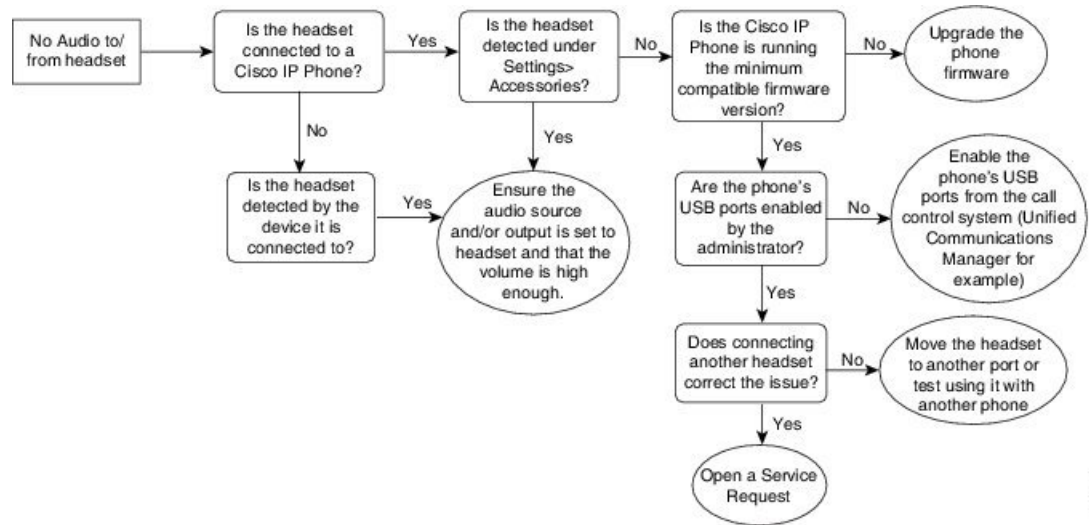 No Audio to/
from headset
Is the headset
connected to a
Cisco IP Phone?
Yes
Is the headset
detected under
Settings>
Accessories?
No
Is the Cisco IP
Phone is running
the minimum
compatible firmware
version?
No
Upgrade the
phone
firmware
No
Yes
Yes
Is the headset
detected by the
device it is
connected to?
Yes
Ensure the
audio source
and/or output is set to
headset and that the
volume is high
enough.
Are the phone's
USB ports enabled
by the
administrator?
No
Enable the
phone's USB
ports from the call
control system (Unified
Communications
Manager for
example)
Yes
Does connecting
another headset
correct the issue?
No
Move the headset
to another port or
test using it with
another phone
Yes
Open a Service
Request